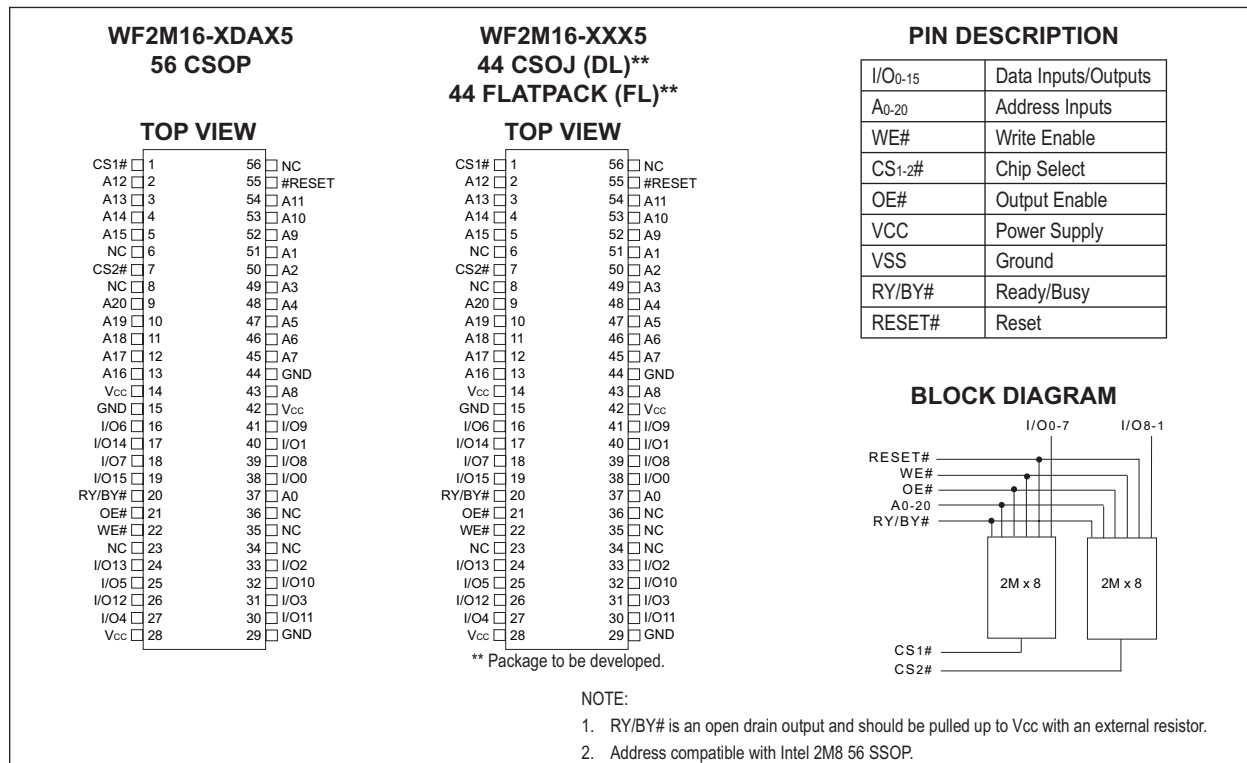 WF2M16-XDAX5
56 CSOP
TOP VIEW
CS1# 1 56 NC
A12 2 55 #RESET
A13 3 54 A11
A14 4 53 A10
A15 5 52 A9
NC 6 51 A1
CS2# 7 50 A2
NC 8 49 A3
A20 9 48 A4
A19 10 47 A5
A18 11 46 A6
A17 12 45 A7
A16 13 44 GND
Vcc 14 43 A8
GND 15 42 Vcc
I/O6 16 41 I/O9
I/O14 17 40 I/O1
I/O7 18 39 I/O8
I/O15 19 38 I/O0
RY/BY# 20 37 A0
OE# 21 36 NC
WE# 22 35 NC
NC 23 34 NC
I/O13 24 33 I/O2
I/O5 25 32 I/O10
I/O12 26 31 I/O3
I/O4 27 30 I/O11
Vcc 28 29 GND
WF2M16-XXX5
44 CSOJ (DL)**
44 FLATPACK (FL)**
TOP VIEW
CS1# 1 56 NC
A12 2 55 #RESET
A13 3 54 A11
A14 4 53 A10
A15 5 52 A9
NC 6 51 A1
CS2# 7 50 A2
NC 8 49 A3
A20 9 48 A4
A19 10 47 A5
A18 11 46 A6
A17 12 45 A7
A16 13 44 GND
Vcc 14 43 A8
GND 15 42 Vcc
I/O6 16 41 I/O9
I/O14 17 40 I/O1
I/O7 18 39 I/O8
I/O15 19 38 I/O0
RY/BY# 20 37 A0
OE# 21 36 NC
WE# 22 35 NC
NC 23 34 NC
I/O13 24 33 I/O2
I/O5 25 32 I/O10
I/O12 26 31 I/O3
I/O4 27 30 I/O11
Vcc 28 29 GND
** Package to be developed.
PIN DESCRIPTION
I/O0-15 Data Inputs/Outputs
A0-20 Address Inputs
WE# Write Enable
CS1-2# Chip Select
OE# Output Enable
VCC Power Supply
VSS Ground
RY/BY# Ready/Busy
RESET# Reset
BLOCK DIAGRAM
I/O0-7 I/O8-1
RESET#
WE#
OE#
A0-20
RY/BY#
2M x 8 2M x 8
CS1#
CS2#
NOTE:
1. RY/BY# is an open drain output and should be pulled up to Vcc with an external resistor.
2. Address compatible with Intel 2M8 56 SSOP.